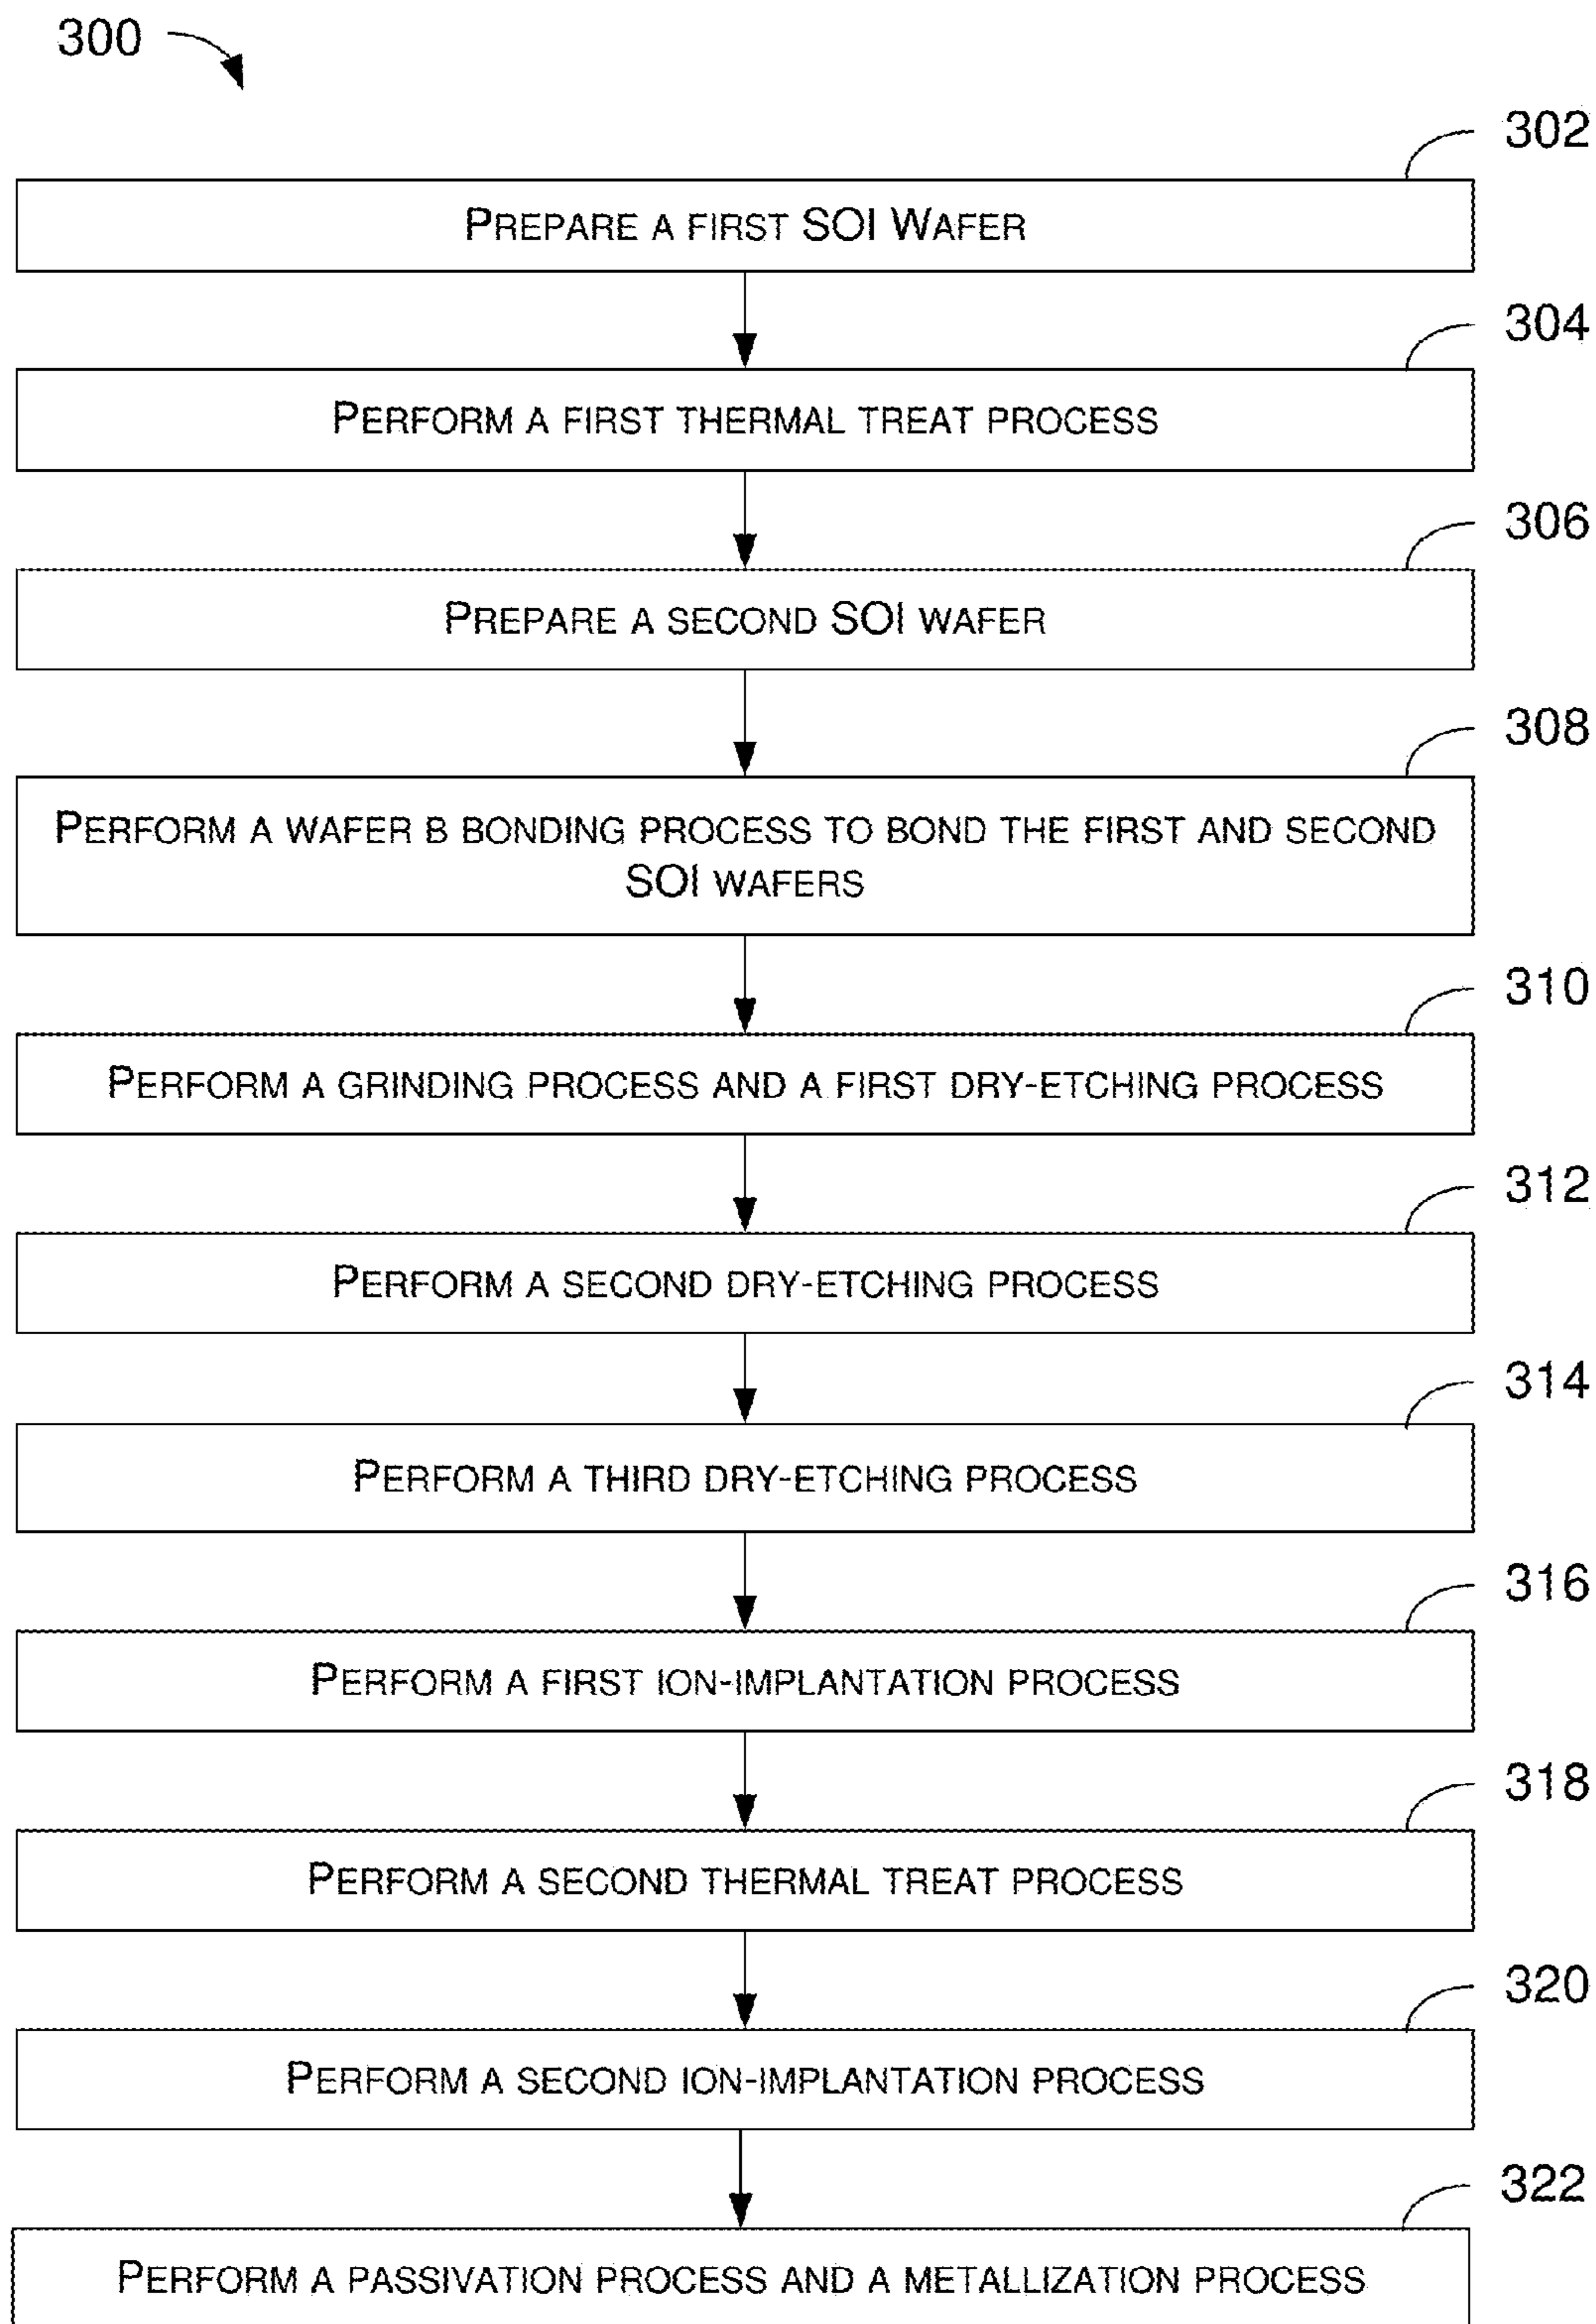 300
302
PREPARE A FIRST SOI WAFER
304
PERFORM A FIRST THERMAL TREAT PROCESS
306
PREPARE A SECOND SOI WAFER
308
PERFORM A WAFER B BONDING PROCESS TO BOND THE FIRST AND SECOND
SOI WAFERS
310
PERFORM A GRINDING PROCESS AND A FIRST DRY-ETCHING PROCESS
312
PERFORM A SECOND DRY-ETCHING PROCESS
314
PERFORM A THIRD DRY-ETCHING PROCESS
316
PERFORM A FIRST ION-IMPLANTATION PROCESS
318
PERFORM A SECOND THERMAL TREAT PROCESS
320
PERFORM A SECOND ION-IMPLANTATION PROCESS
322
PERFORM A PASSIVATION PROCESS AND A METALLIZATION PROCESS